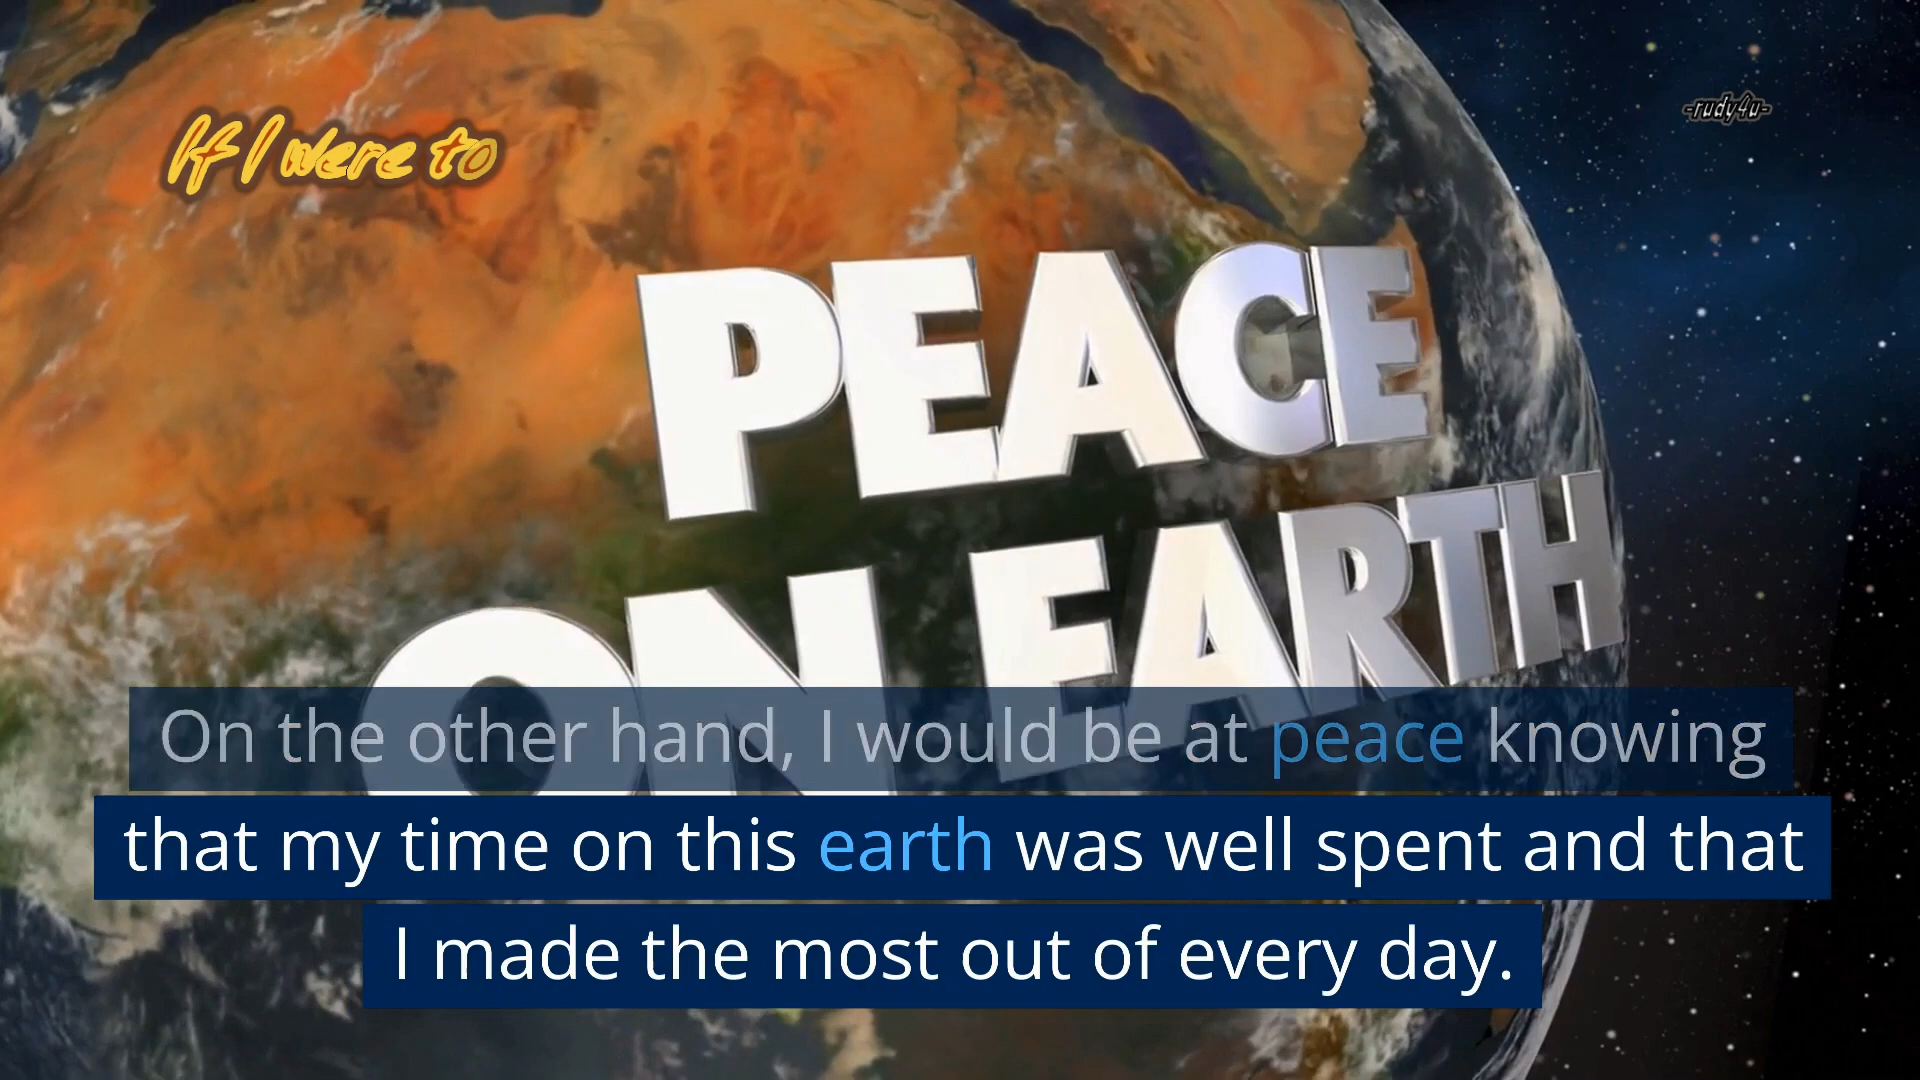 If I were to
-rudy4u-
PEACE
ON EARTH
On the other hand, I would be at peace knowing
that my time on this earth was well spent and that
I made the most out of every day.